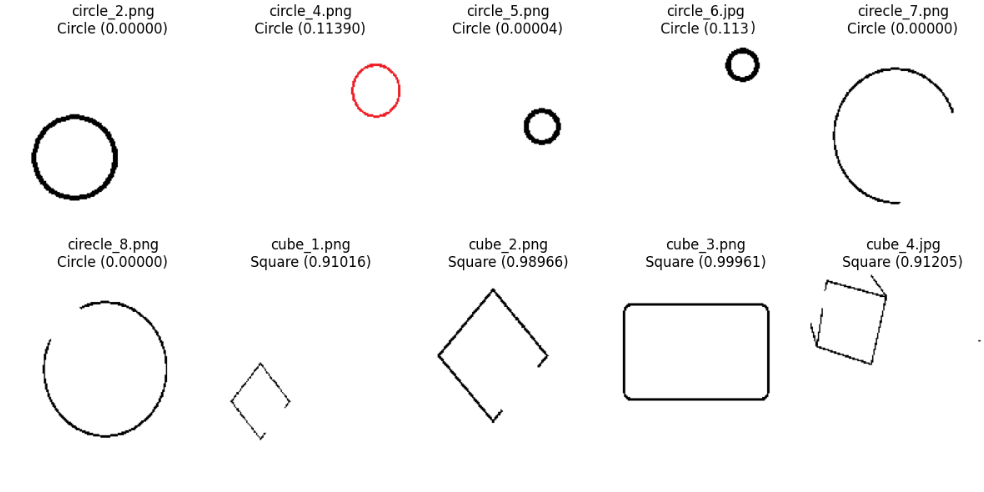 circle_2.png
Circle (0.00000)
circle_4.png
Circle (0.11390)
circle_5.png
Circle (0.00004)
circle_6.jpg
Circle (0.113)
cirecle_7.png
Circle (0.00000)
cirecle_8.png
Circle (0.00000)
cube_1.png
Square (0.91016)
cube_2.png
Square (0.98966)
cube_3.png
Square (0.99961)
cube_4.jpg
Square (0.91205)